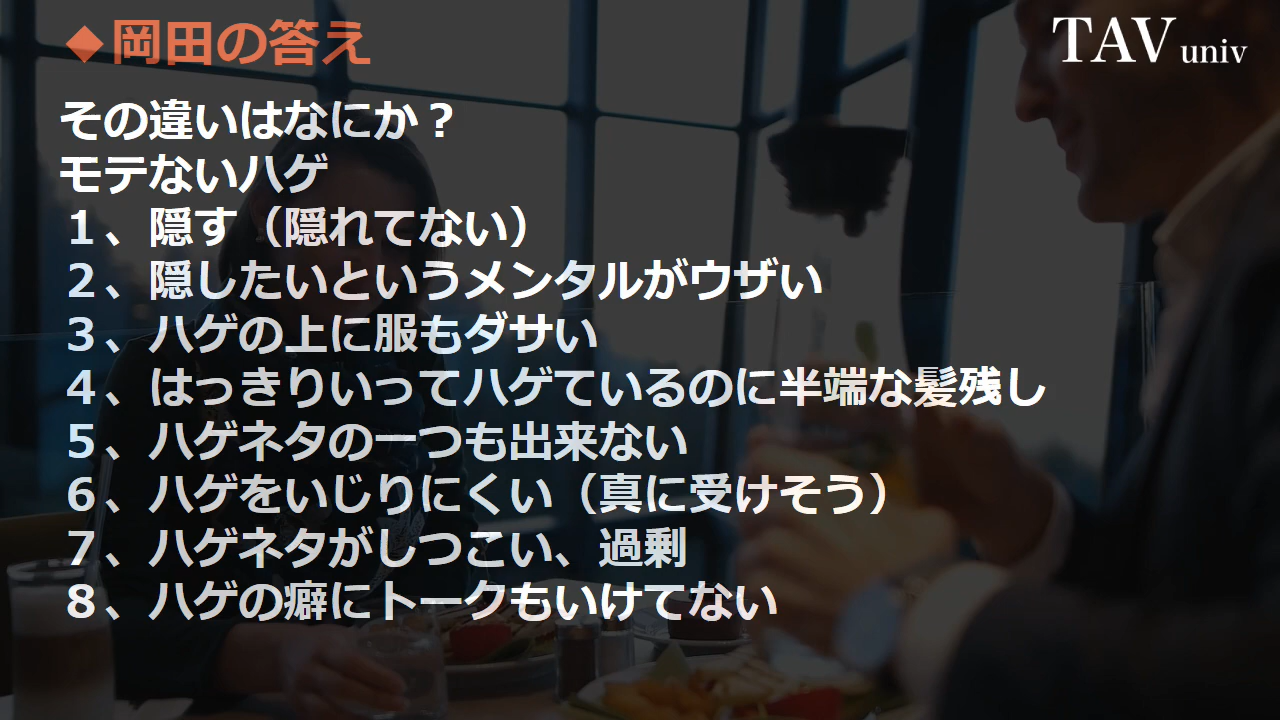 ◆岡田の答え
TAV univ
その違いはなにか？
モテないハゲ
１、隠す（隠れてない）
２、隠したいというメンタルがウザい
３、ハゲの上に服もダサい
４、はっきりいってハゲているのに半端な髪残し
５、ハゲネタの一つも出来ない
６、ハゲをいじりにくい（真に受けそう）
７、ハゲネタがしつこい、過剰
８、ハゲの癖にトークもいけてない